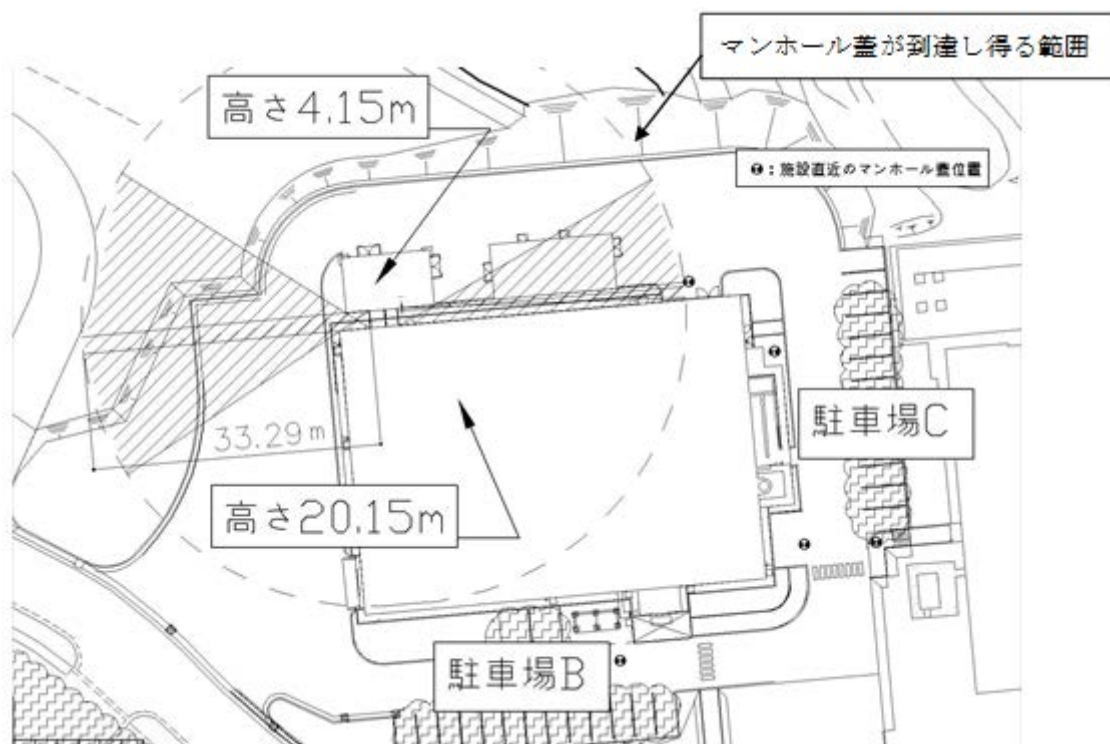 マンホール蓋が到達し得る範囲
高さ4.15m
：施設直近のマンホール蓋位置
33.29m
駐車場C
高さ20.15m
駐車場B